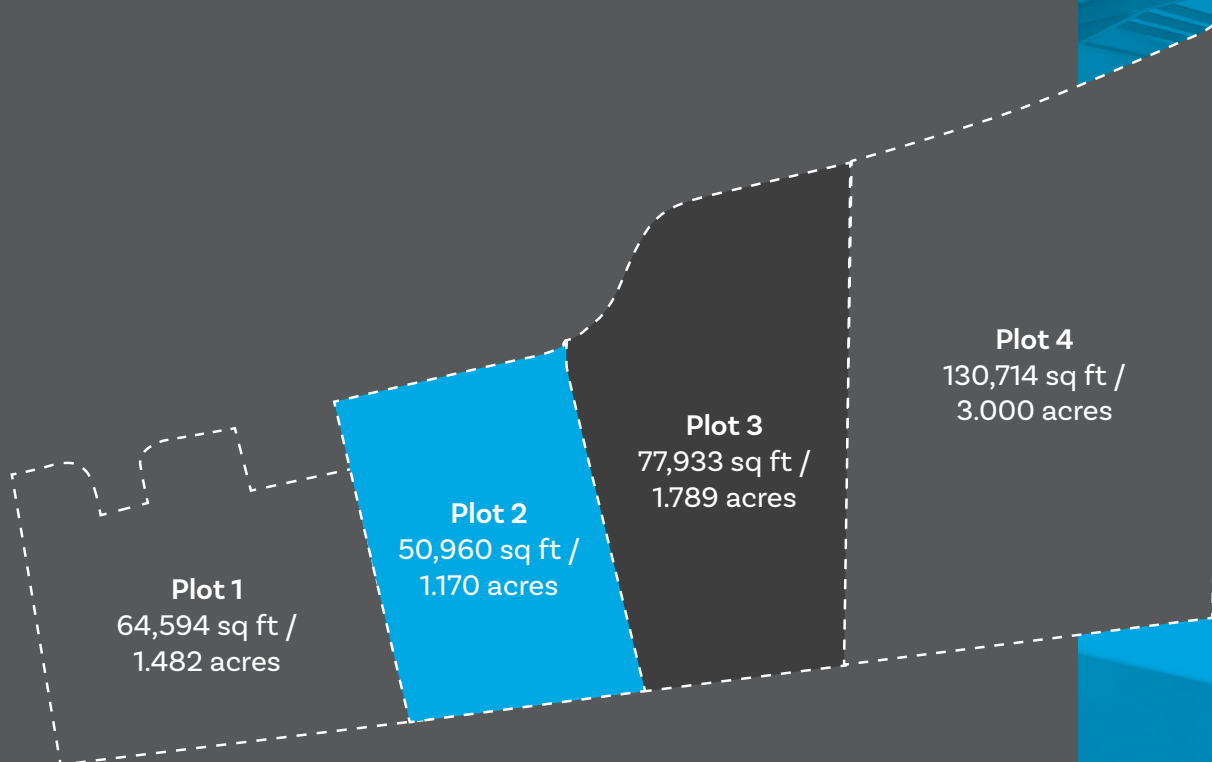 Plot 1
64,594 sq ft /
1.482 acres
Plot 2
50,960 sq ft /
1.170 acres
Plot 3
77,933 sq ft /
1.789 acres
Plot 4
130,714 sq ft /
3.000 acres